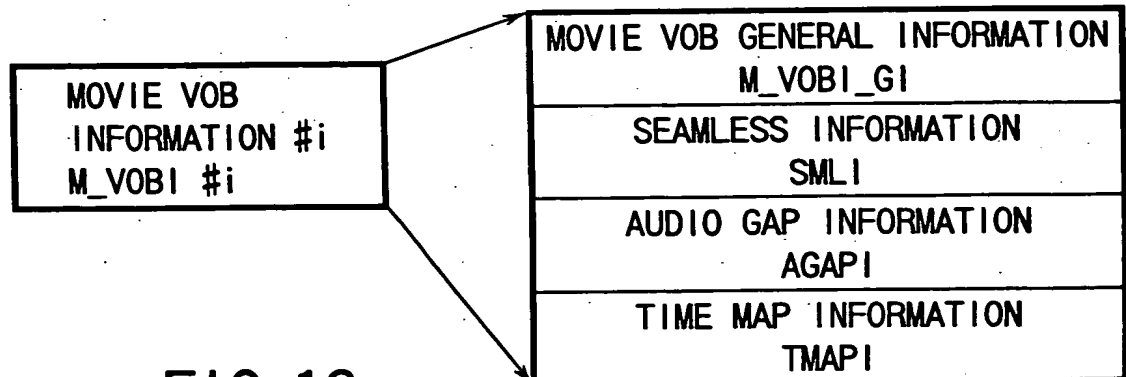 MOVIE VOB
INFORMATION #i
M_VOBI #i
MOVIE VOB GENERAL INFORMATION
M_VOBI_GI
SEAMLESS INFORMATION
SMLI
AUDIO GAP INFORMATION
AGAPI
TIME MAP INFORMATION
TMAPI